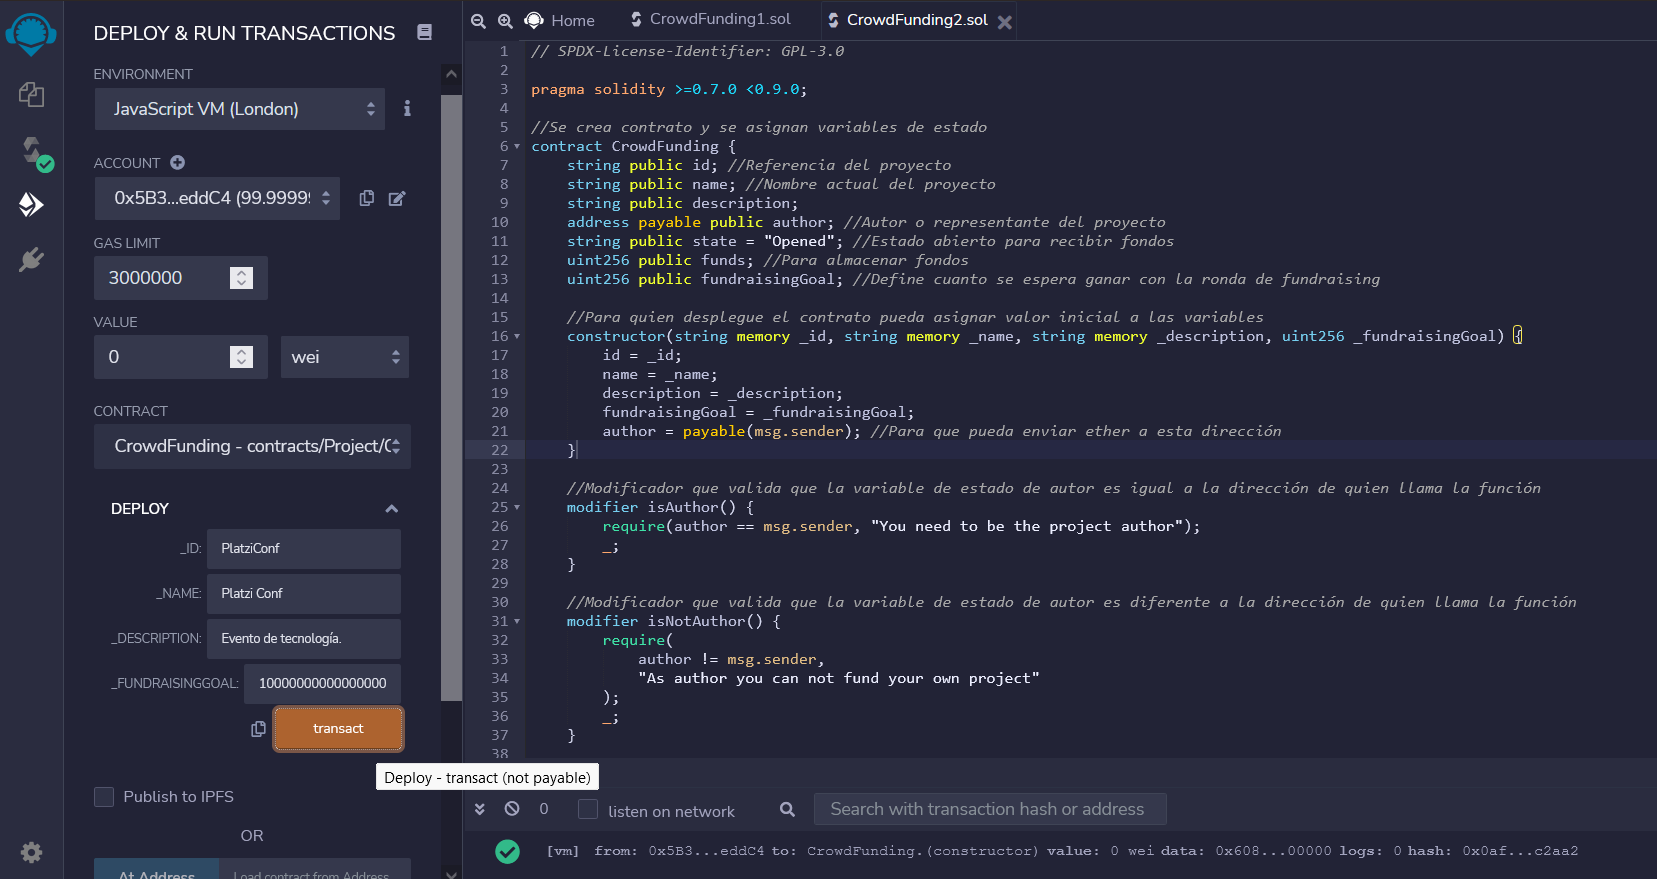 DEPLOY & RUN TRANSACTIONS
ENVIRONMENT
JavaScript VM (London)
ACCOUNT
0x5B3...eddC4 (99.9999
GAS LIMIT
3000000
VALUE
0
wei
CONTRACT
CrowdFunding - contracts/Project/C
DEPLOY
_ID:
PlatziConf
_NAME:
Platzi Conf
_DESCRIPTION:
Evento de tecnología.
_FUNDRAISINGGOAL:
10000000000000000
transact
Deploy - transact (not payable)
Publish to IPFS
OR
At Address
Load contract from Address
Home
CrowdFunding1.sol
CrowdFunding2.sol
1 // SPDX-License-Identifier: GPL-3.0
2
3 pragma solidity >=0.7.0 <0.9.0;
4
5 //Se crea contrato y se asignan variables de estado
6 contract CrowdFunding {
7 string public id; //Referencia del proyecto
8 string public name; //Nombre actual del proyecto
9 string public description;
10 address payable public author; //Autor o representante del proyecto
11 string public state = "Opened"; //Estado abierto para recibir fondos
12 uint256 public funds; //Para almacenar fondos
13 uint256 public fundraisingGoal; //Define cuanto se espera ganar con la ronda de fundraising
14
15 //Para quien desplegue el contrato pueda asignar valor inicial a las variables
16 constructor(string memory _id, string memory _name, string memory _description, uint256 _fundraisingGoal) {
17 id = _id;
18 name = _name;
19 description = _description;
20 fundraisingGoal = _fundraisingGoal;
21 author = payable(msg.sender); //Para que pueda enviar ether a esta dirección
22 }
23
24 //Modificador que valida que la variable de estado de autor es igual a la dirección de quien llama la función
25 modifier isAuthor() {
26 require(author == msg.sender, "You need to be the project author");
27 _;
28 }
29
30 //Modificador que valida que la variable de estado de autor es diferente a la dirección de quien llama la función
31 modifier isNotAuthor() {
32 require(
33 author != msg.sender,
34 "As author you can not fund your own project"
35 );
36 _;
37 }
38
0
listen on network
Search with transaction hash or address
[vm] from: 0x5B3...eddC4 to: CrowdFunding.(constructor) value: 0 wei data: 0x608...00000 logs: 0 hash: 0x0af...c2aa2